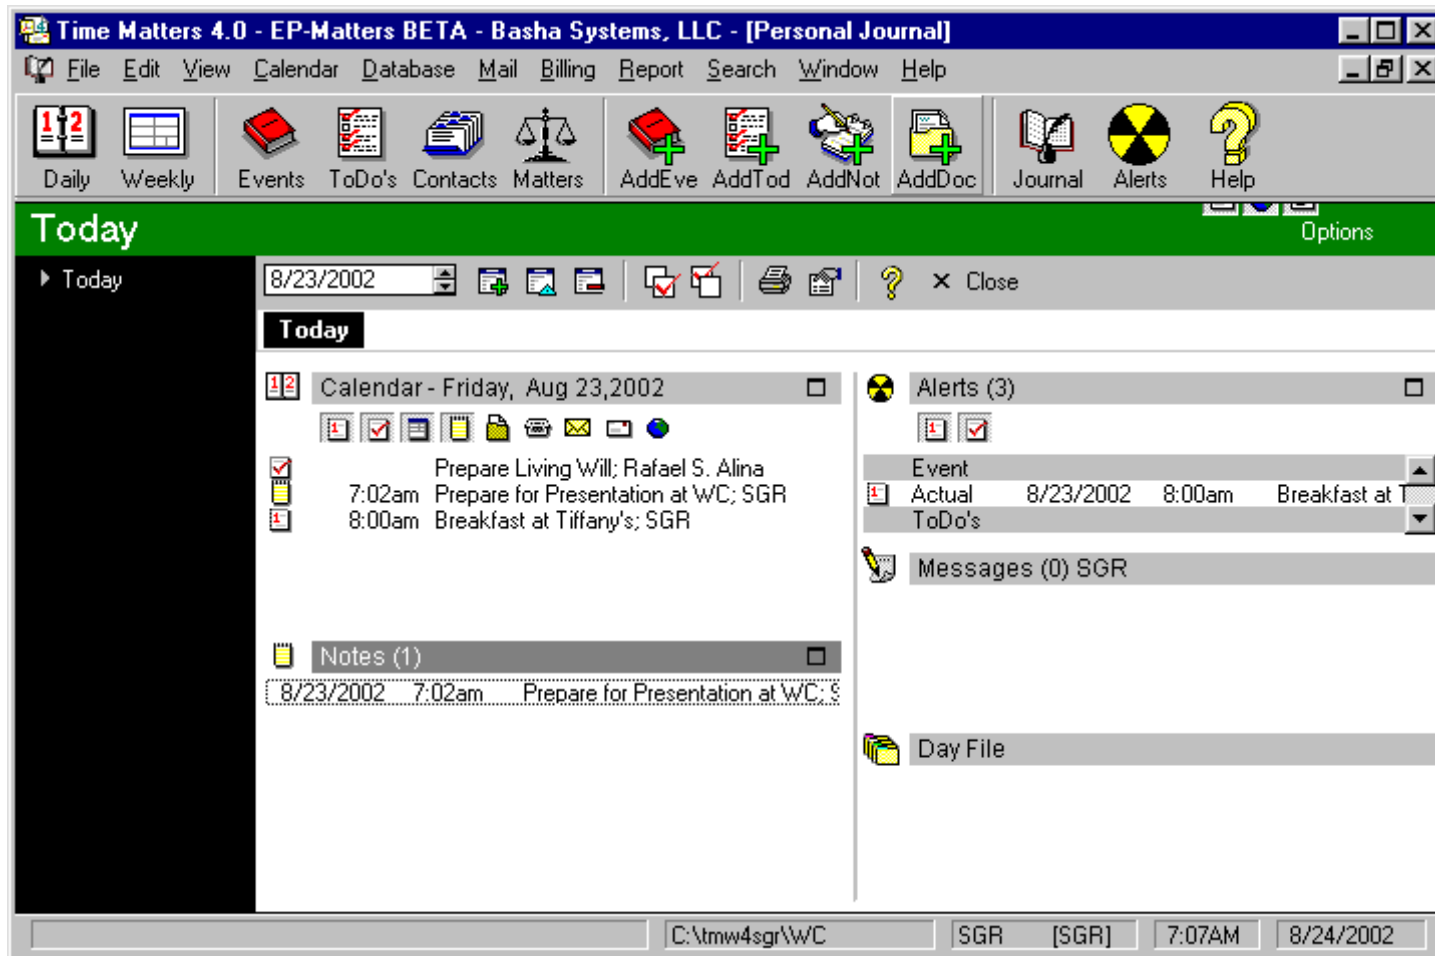 Time Matters 4.0 - EP-Matters BETA - Basha Systems, LLC - [Personal Journal]
File Edit View Calendar Database Mail Billing Report Search Window Help
Daily Weekly Events ToDo's Contacts Matters AddEve AddTod AddNot AddDoc Journal Alerts Help
Today
Options
Today
8/23/2002 Close
Today
Calendar - Friday, Aug 23,2002
Prepare Living Will; Rafael S. Alina
7:02am Prepare for Presentation at WC; SGR
8:00am Breakfast at Tiffany's; SGR
Notes (1)
8/23/2002 7:02am Prepare for Presentation at WC; S
Alerts (3)
Event
Actual 8/23/2002 8:00am Breakfast at T
ToDo's
Messages (0) SGR
Day File
C:\tmw4sgr\WC SGR [SGR] 7:07AM 8/24/2002